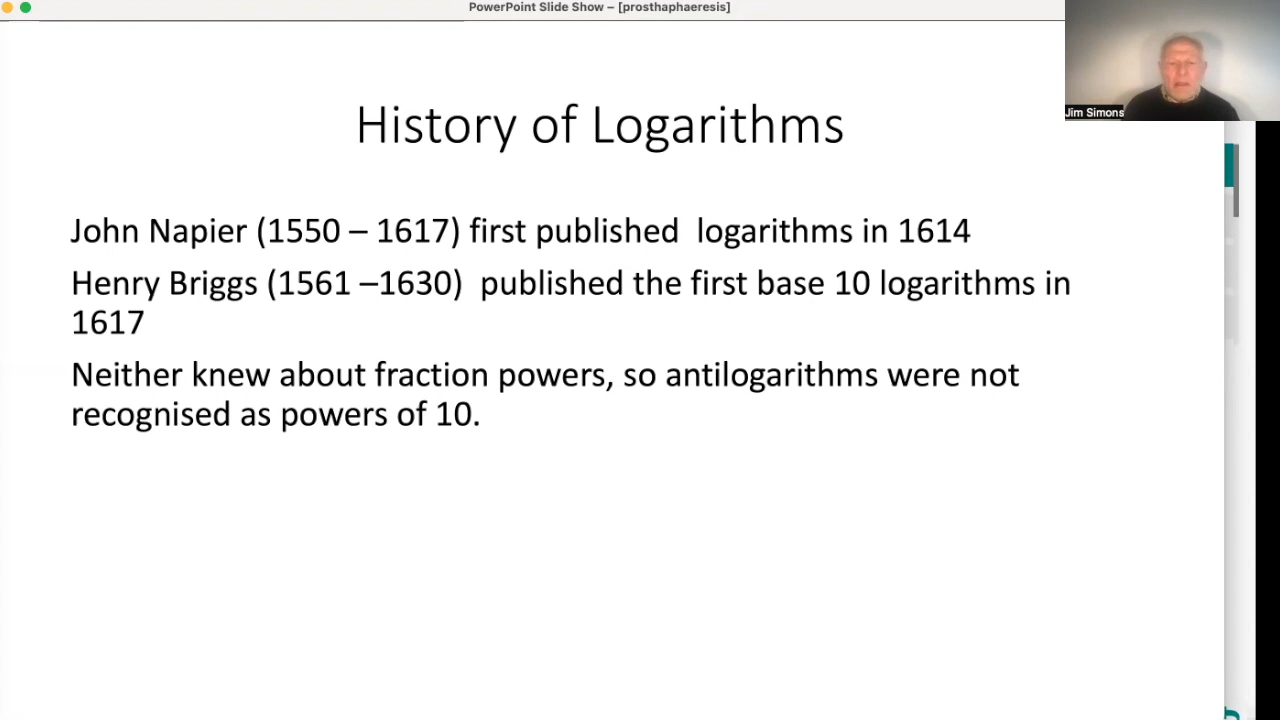 PowerPoint Slide Show – [prosthaphaeresis]
Jim Simons
History of Logarithms
John Napier (1550 – 1617) first published  logarithms in 1614
Henry Briggs (1561 –1630)  published the first base 10 logarithms in
1617
Neither knew about fraction powers, so antilogarithms were not
recognised as powers of 10.